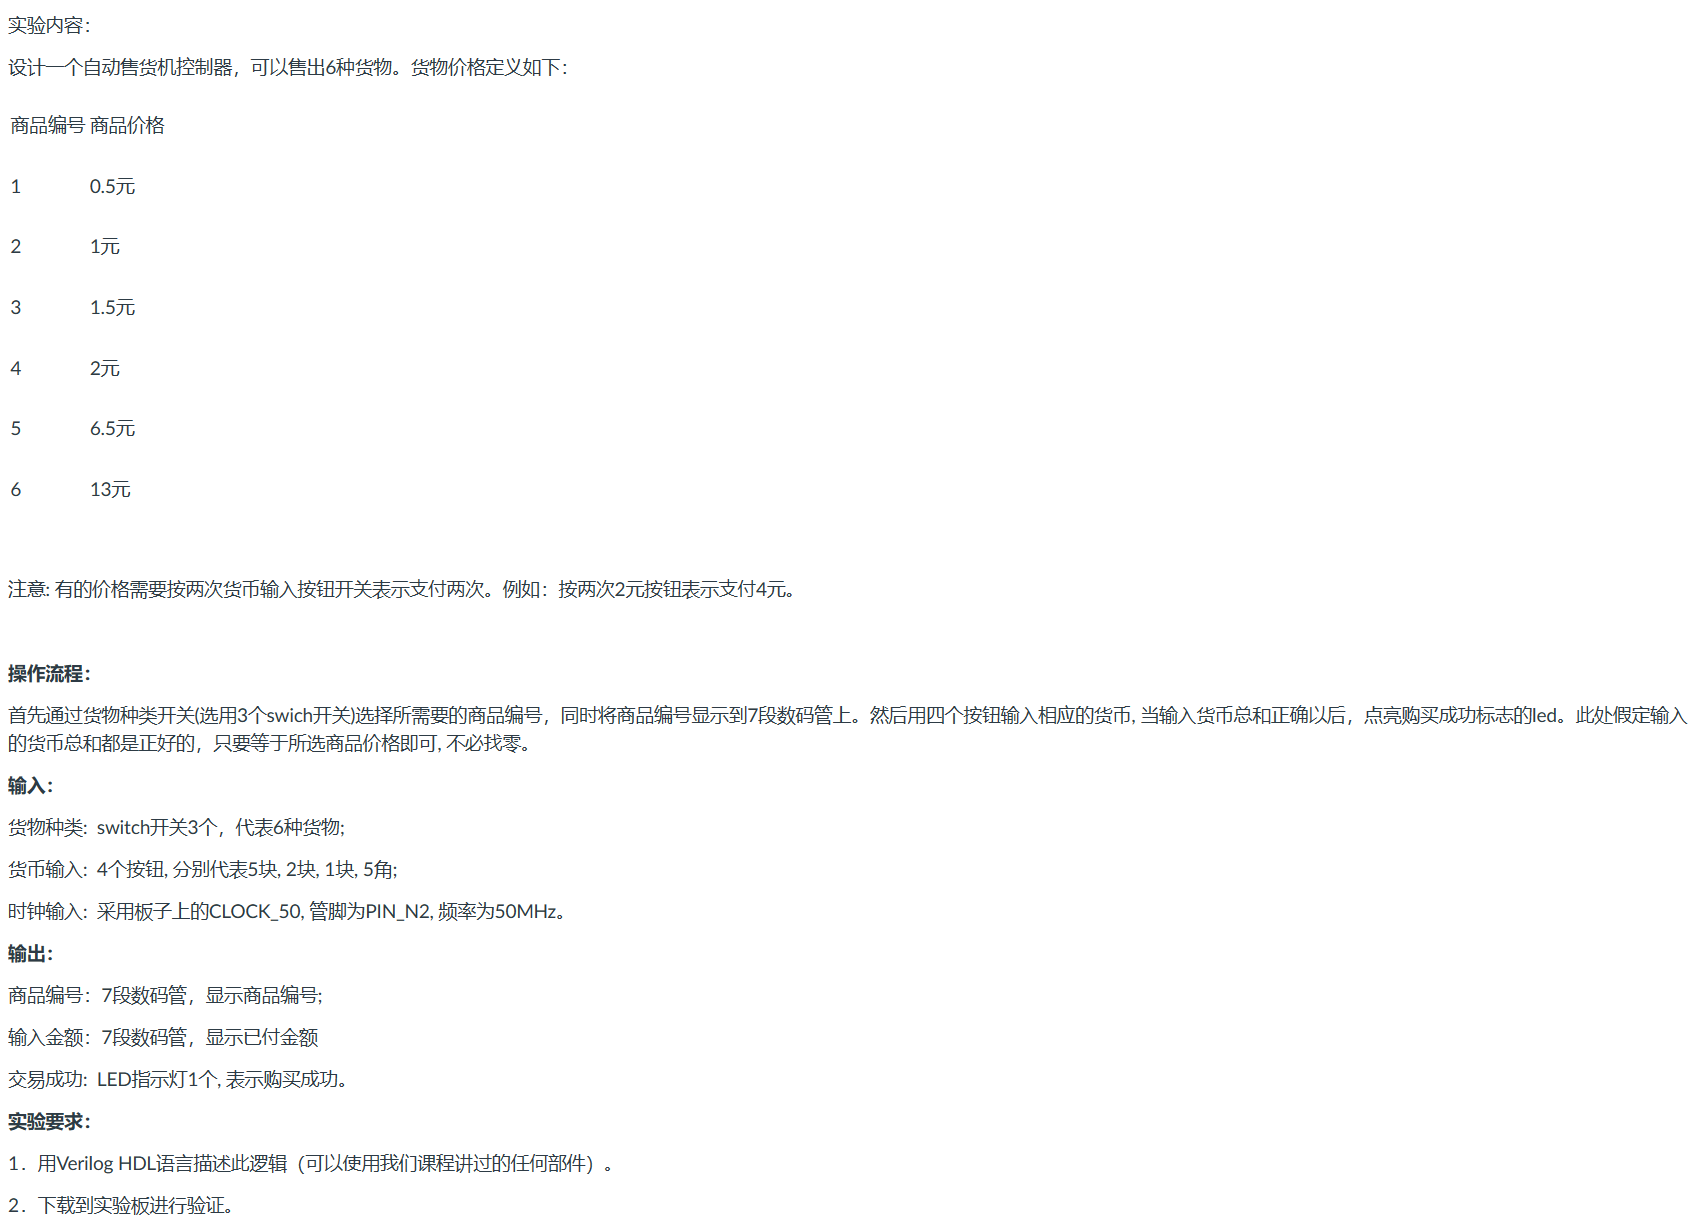 实验内容：
设计一个自动售货机控制器，可以售出6种货物。货物价格定义如下：
商品编号 商品价格
1 0.5元
2 1元
3 1.5元
4 2元
5 6.5元
6 13元
注意: 有的价格需要按两次货币输入按钮开关表示支付两次。例如：按两次2元按钮表示支付4元。
操作流程：
首先通过货物种类开关(选用3个swich开关)选择所需要的商品编号，同时将商品编号显示到7段数码管上。然后用四个按钮输入相应的货币, 当输入货币总和正确以后，点亮购买成功标志的led。此处假定输入
的货币总和都是正好的，只要等于所选商品价格即可, 不必找零。
输入：
货物种类: switch开关3个，代表6种货物;
货币输入: 4个按钮, 分别代表5块, 2块, 1块, 5角;
时钟输入: 采用板子上的CLOCK_50, 管脚为PIN_N2, 频率为50MHz。
输出：
商品编号：7段数码管，显示商品编号;
输入金额：7段数码管，显示已付金额
交易成功: LED指示灯1个, 表示购买成功。
实验要求：
1．用Verilog HDL语言描述此逻辑（可以使用我们课程讲过的任何部件）。
2．下载到实验板进行验证。